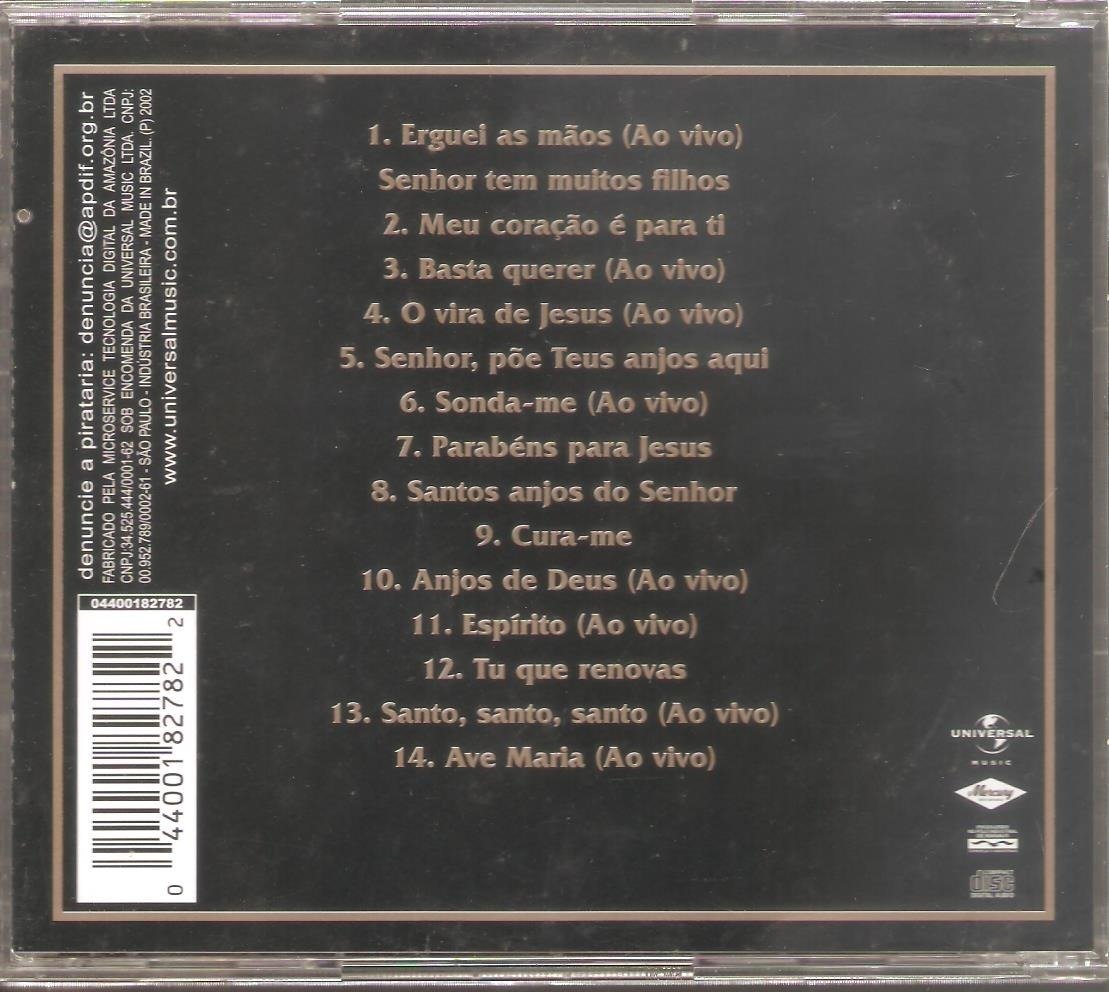 1. Erguei as mãos (Ao vivo)
Senhor tem muitos filhos
2. Meu coração é para ti
3. Basta querer (Ao vivo)
4. O vira de Jesus (Ao vivo)
5. Senhor, põe Teus anjos aqui
6. Sonda-me (Ao vivo)
7. Parabéns para Jesus
8. Santos anjos do Senhor
9. Cura-me
10. Anjos de Deus (Ao vivo)
11. Espírito (Ao vivo)
12. Tu que renovas
13. Santo, santo, santo (Ao vivo)
14. Ave Maria (Ao vivo)
denuncie a pirataria: denuncia@apdif.org.br
FABRICADO PELA MICROSERVICE TECNOLOGIA DIGITAL DA AMAZÔNIA LTDA
CNPJ:34.525.444/0001-62 SOB ENCOMENDA DA UNIVERSAL MUSIC LTDA. CNPJ:
00.952.789/0002-61 - SÃO PAULO - INDÚSTRIA BRASILEIRA - MADE IN BRAZIL. (P) 2002
www.universalmusic.com.br
04400182782
0 44001 82782 2
UNIVERSAL
MUSIC
Mercury
COMPACT
disc
DIGITAL AUDIO